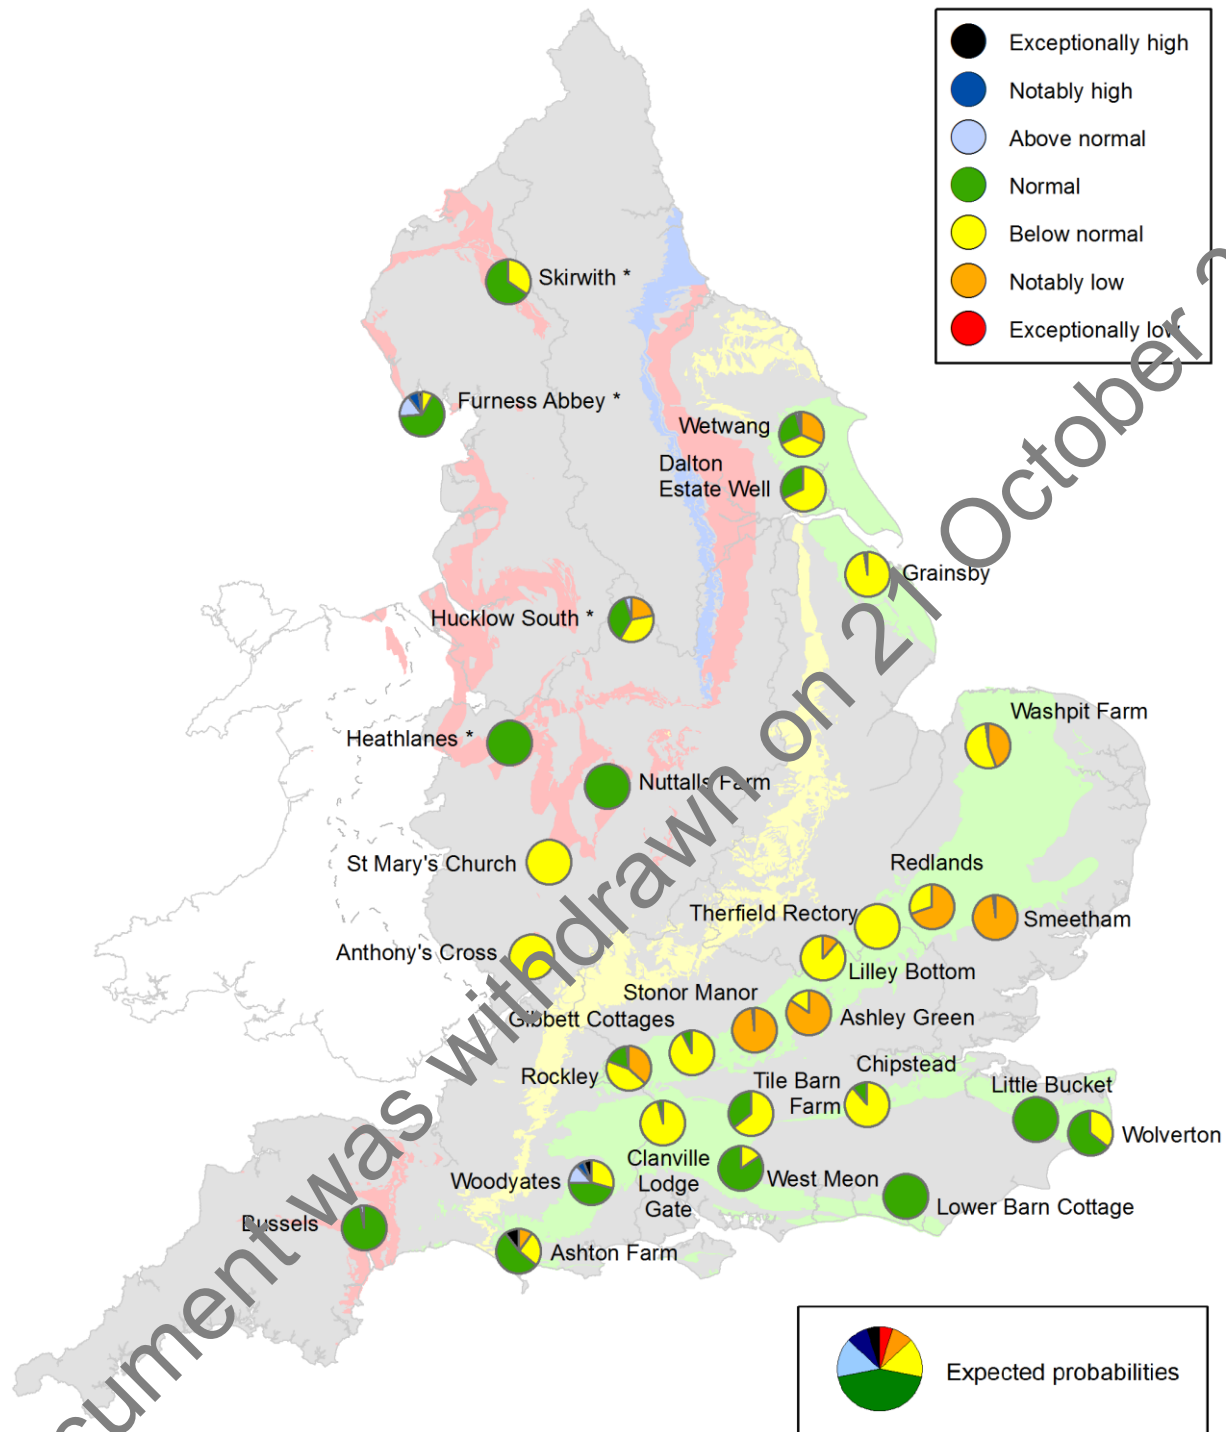 Exceptionally high
Notably high
Above normal
Normal
Below normal
Notably low
Exceptionally low
Skirwith *
Furness Abbey *
Wetwang
Dalton
Estate Well
Grainsby
Hucklow South *
Washpit Farm
Heathlanes *
Nuttalls Farm
St Mary's Church
Redlands
Therfield Rectory
Smeetham
Anthony's Cross
Lilley Bottom
Stonor Manor
Gibbett Cottages
Ashley Green
Chipstead
Rockley
Tile Barn
Farm
Little Bucket
Wolverton
Clanville
Lodge
Gate
Woodyates
West Meon
Lower Barn Cottage
Bussels
Ashton Farm
Expected probabilities
cument was withdrawn on 21 October